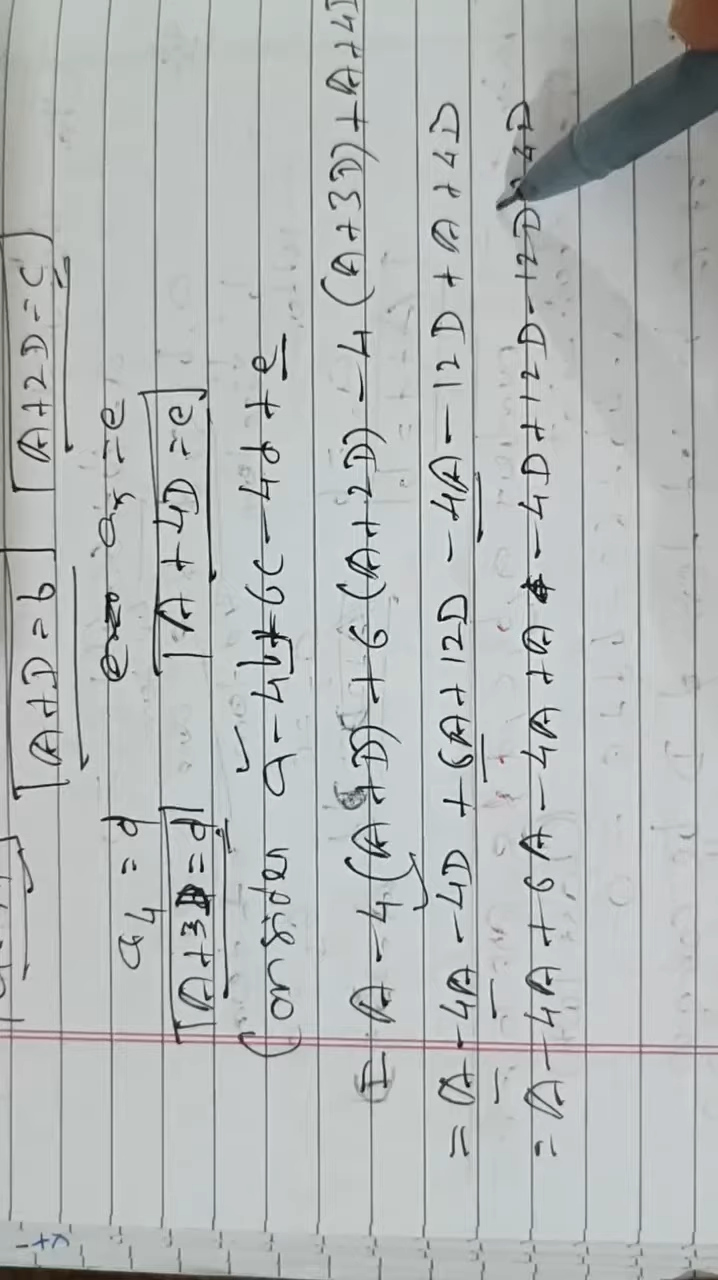 A+D=b A+2D=c
a4 = d a5 = e
A+3D=d A+4D=e
Consider a-4b+6c-4d+e
= A-4(A+D)+6(A+2D)-4(A+3D)+A+4D
= A-4A-4D+6A+12D-4A-12D+A+4D
= A-4A+6A-4A+A-4D+12D-12D+4D